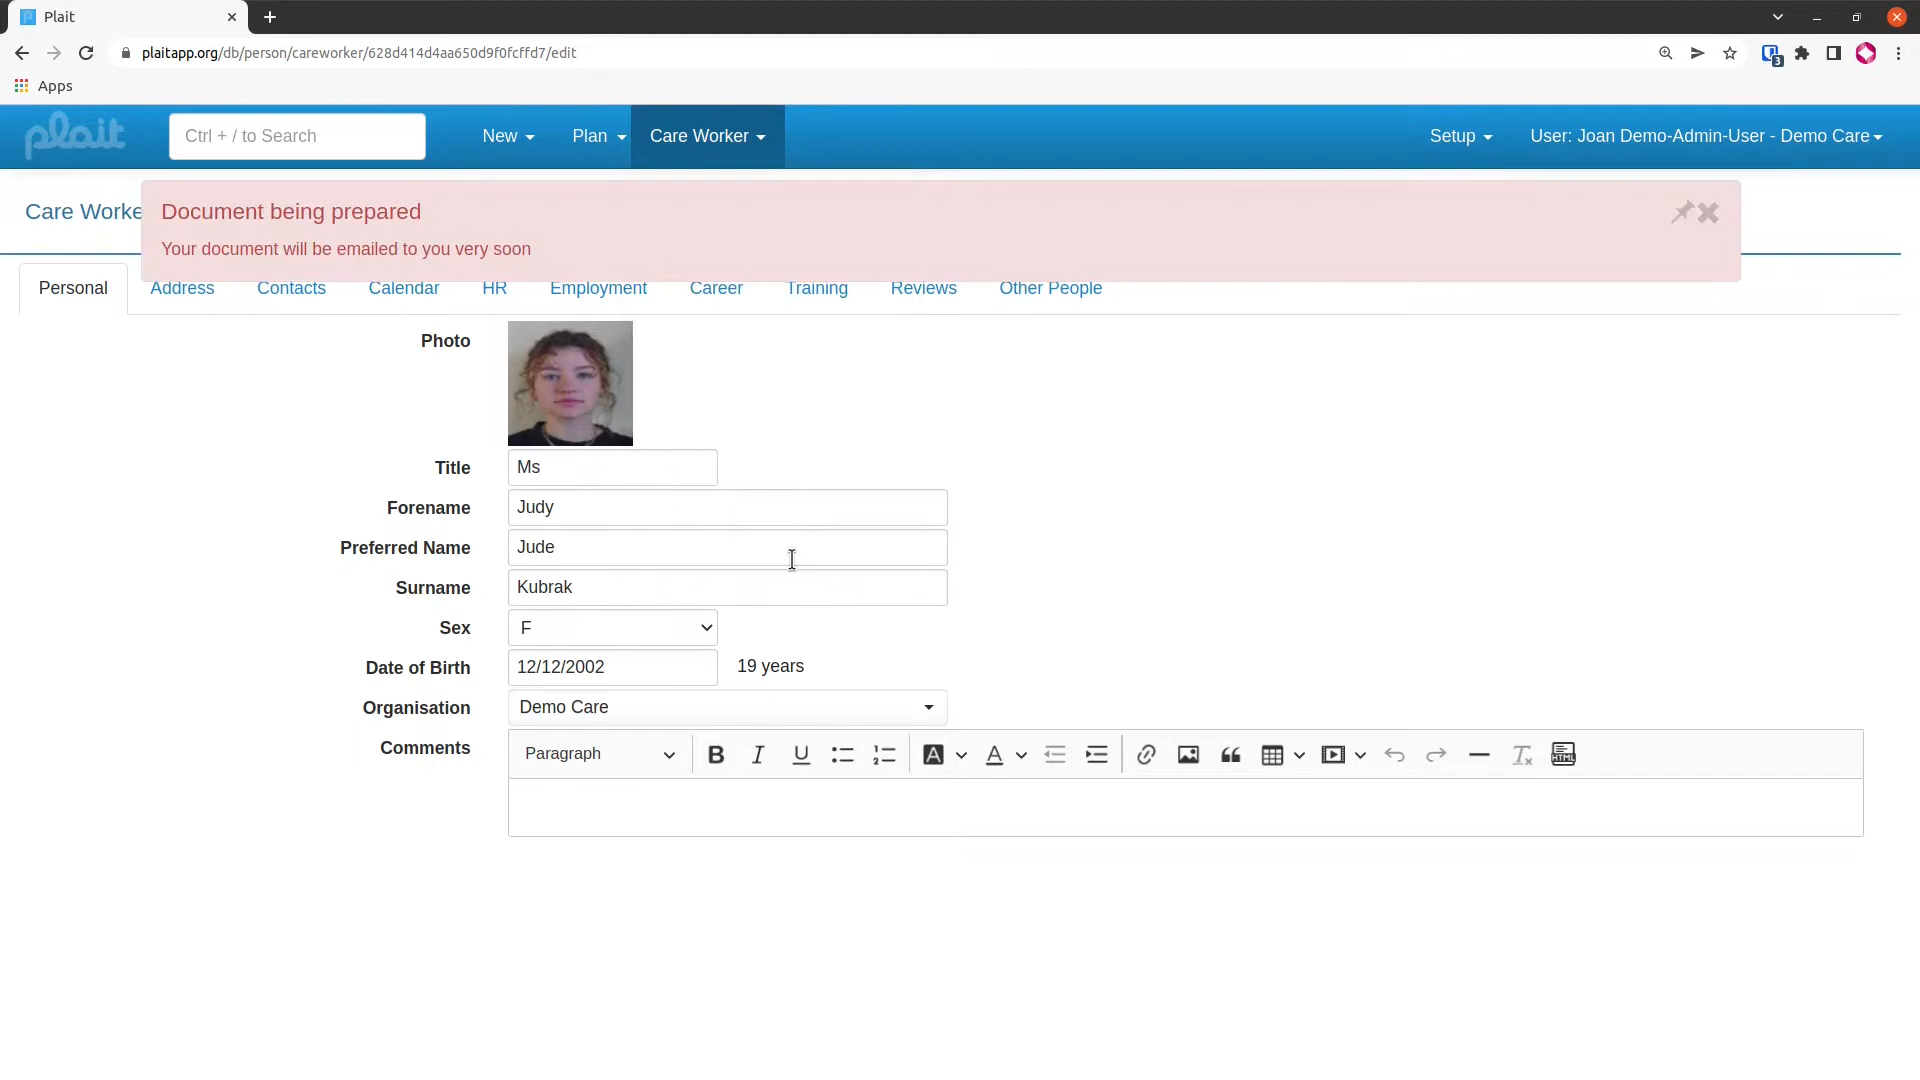 Plait
plaitapp.org/db/person/careworker/628d414d4aa650d9f0fcffd7/edit
3
Apps
plait
Ctrl + / to Search
New
Plan
Care Worker
Setup
User: Joan Demo-Admin-User - Demo Care
Care Worke
Document being prepared
Your document will be emailed to you very soon
Personal
Address
Contacts
Calendar
HR
Employment
Career
Training
Reviews
Other People
Photo
Title
Ms
Forename
Judy
Preferred Name
Jude
Surname
Kubrak
Sex
F
Date of Birth
12/12/2002
19 years
Organisation
Demo Care
Comments
Paragraph
B
I
U
A
A
HTML